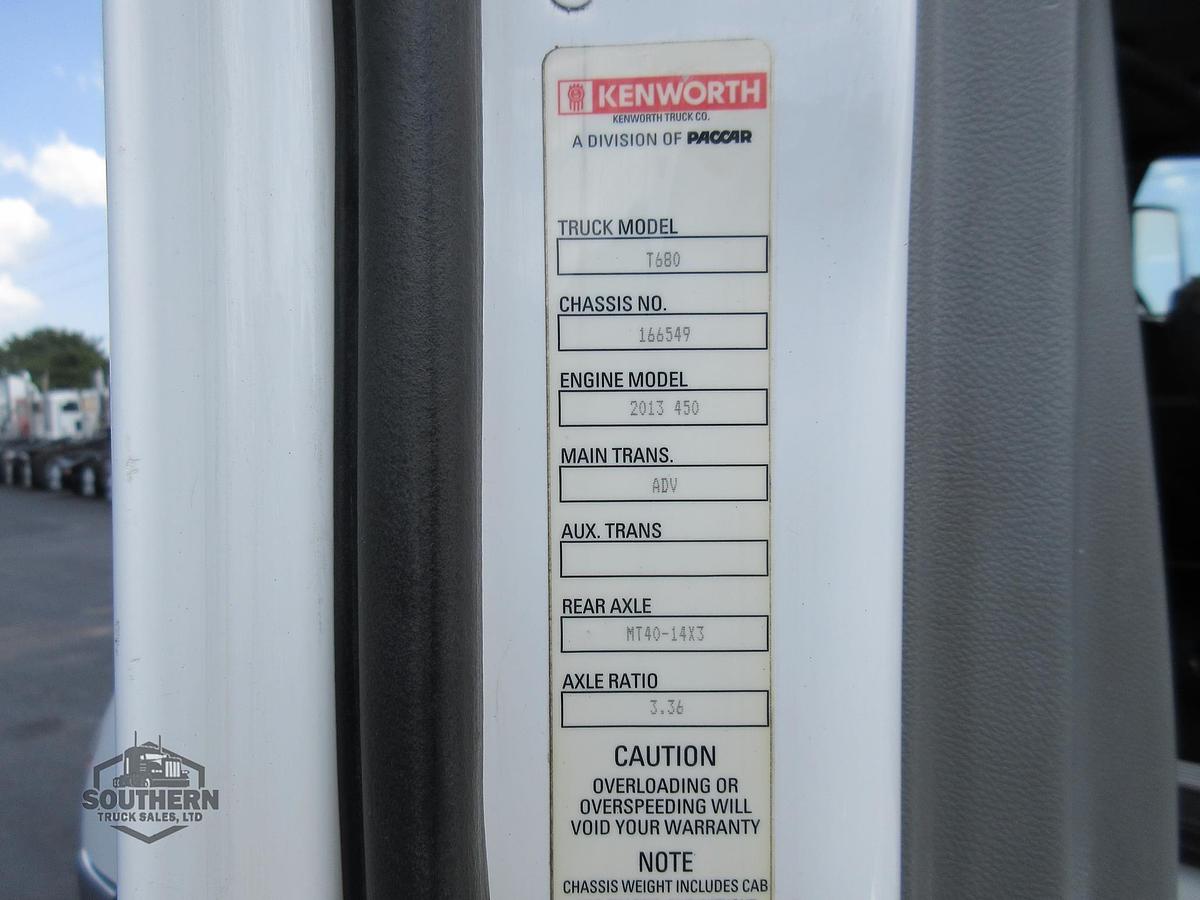 KENWORTH
KENWORTH TRUCK CO.
A DIVISION OF PACCAR
TRUCK MODEL
T680
CHASSIS NO.
166549
ENGINE MODEL
2013 450
MAIN TRANS.
ADV
AUX. TRANS
REAR AXLE
MT40-14X3
AXLE RATIO
3.36
CAUTION
OVERLOADING OR
OVERSPEEDING WILL
VOID YOUR WARRANTY
NOTE
CHASSIS WEIGHT INCLUDES CAB
SOUTHERN
TRUCK SALES, LTD